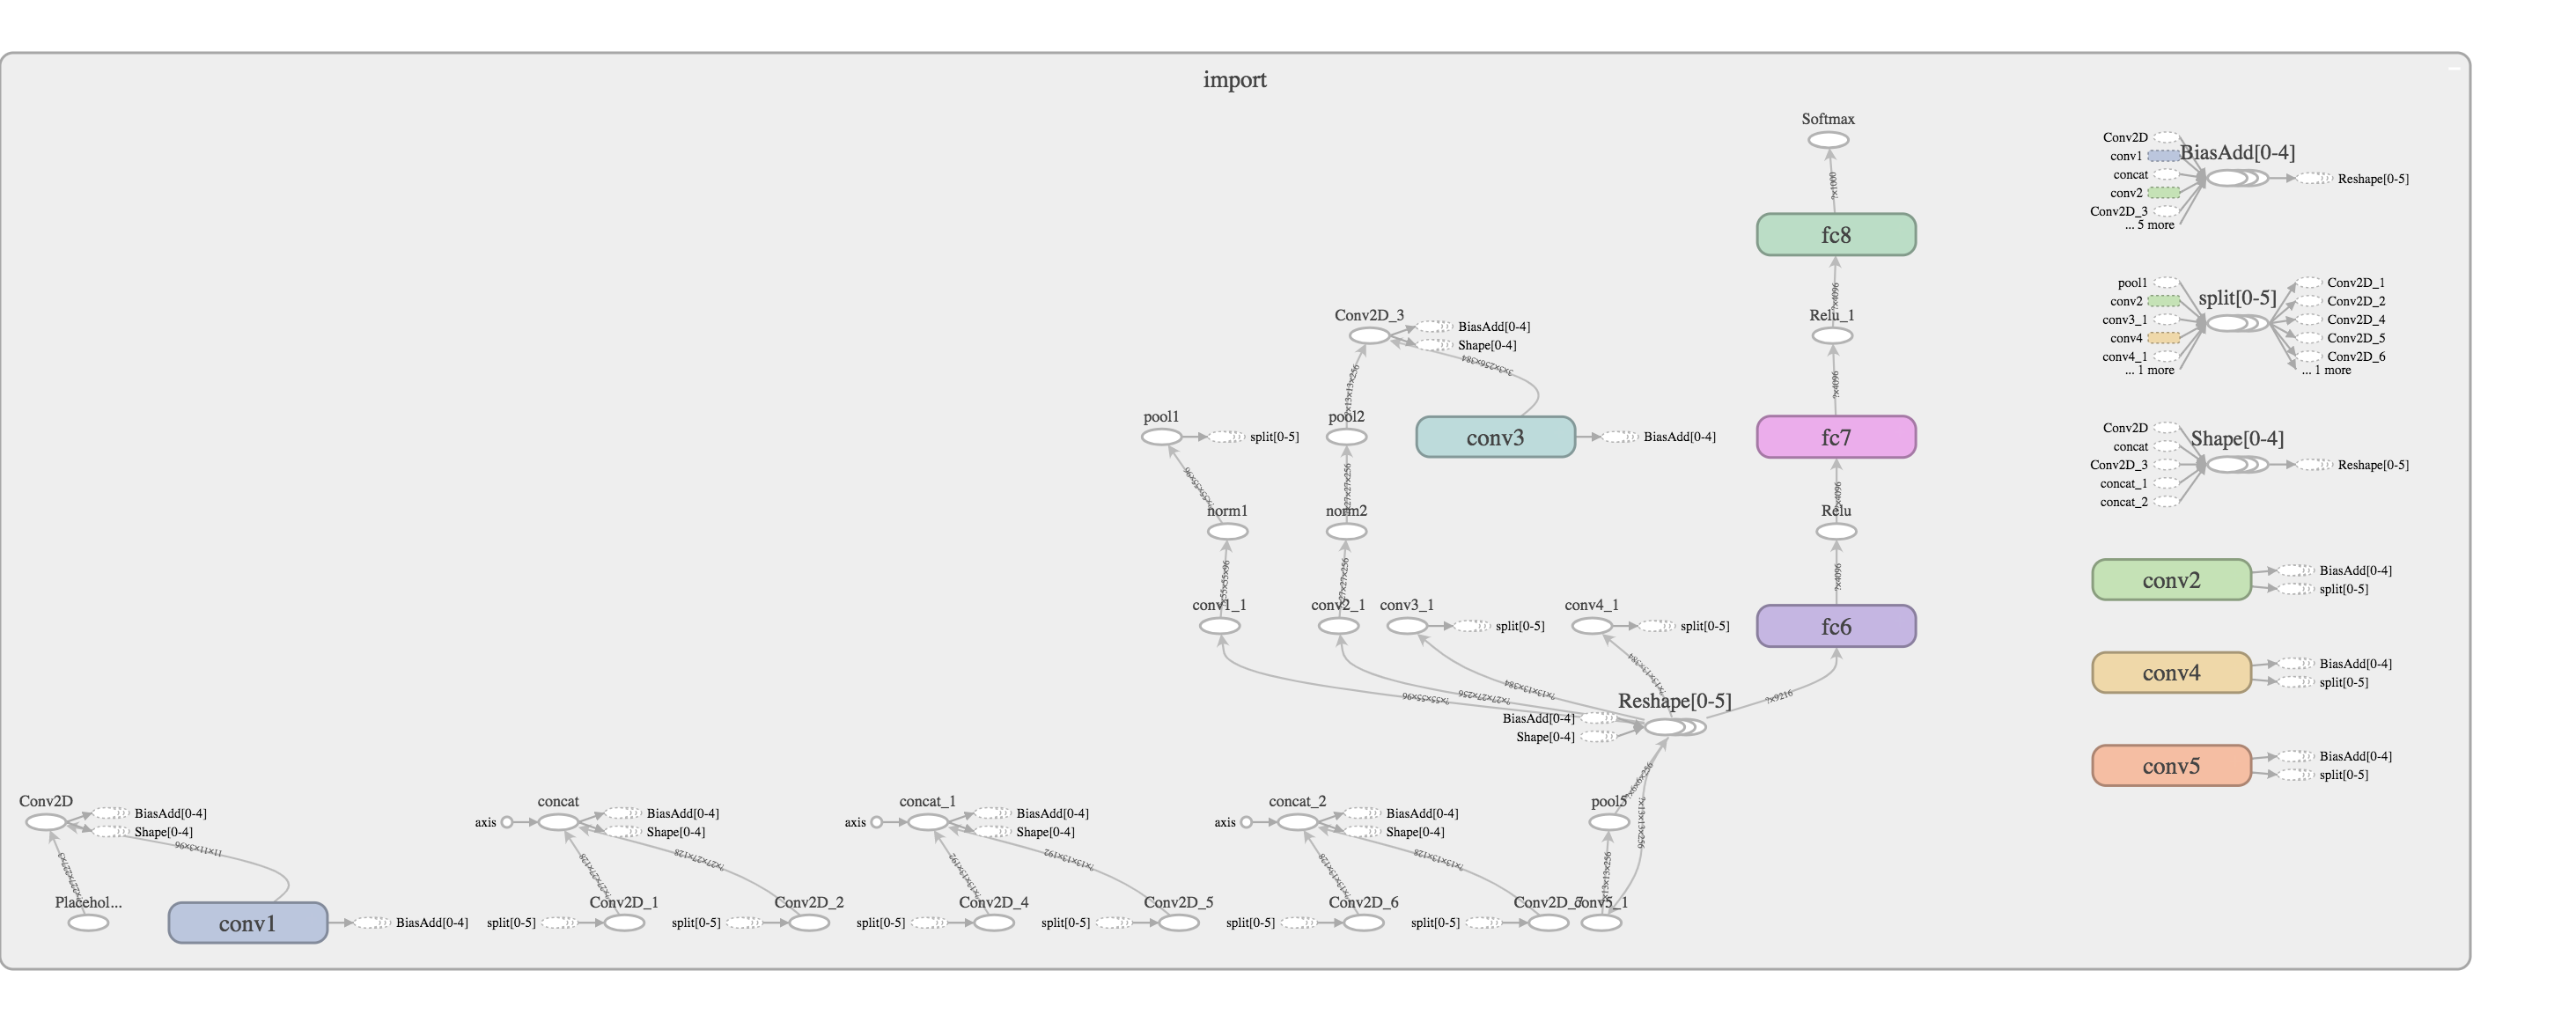 import
Softmax
?x1000
fc8
?x4096
Relu_1
?x4096
fc7
?x4096
Relu
?x4096
fc6
?x9216
Conv2D_3
BiasAdd[0-4]
Shape[0-4]
3x3x256x384
?x13x13x256
pool1
split[0-5]
pool2
conv3
BiasAdd[0-4]
?x55x55x96
?x27x27x256
norm1
norm2
?x55x55x96
?x27x27x256
conv1_1
conv2_1
conv3_1
split[0-5]
conv4_1
split[0-5]
?x55x55x96
?x27x27x256
?x13x13x384
?x13x13x384
Reshape[0-5]
BiasAdd[0-4]
Shape[0-4]
?x6x6x256
?x13x13x256
pool5
?x13x13x256
conv5_1
Conv2D
BiasAdd[0-4]
Shape[0-4]
?x227x227x3
11x11x3x96
Placehol...
conv1
BiasAdd[0-4]
axis
concat
BiasAdd[0-4]
Shape[0-4]
?x27x27x128
?x27x27x128
split[0-5]
Conv2D_1
split[0-5]
Conv2D_2
axis
concat_1
BiasAdd[0-4]
Shape[0-4]
?x13x13x192
?x13x13x192
split[0-5]
Conv2D_4
split[0-5]
Conv2D_5
axis
concat_2
BiasAdd[0-4]
Shape[0-4]
?x13x13x128
?x13x13x128
split[0-5]
Conv2D_6
split[0-5]
Conv2D_7
Conv2D
conv1
concat
conv2
Conv2D_3
... 5 more
BiasAdd[0-4]
Reshape[0-5]
pool1
conv2
conv3_1
conv4
conv4_1
... 1 more
split[0-5]
Conv2D_1
Conv2D_2
Conv2D_4
Conv2D_5
Conv2D_6
... 1 more
Conv2D
concat
Conv2D_3
concat_1
concat_2
Shape[0-4]
Reshape[0-5]
conv2
BiasAdd[0-4]
split[0-5]
conv4
BiasAdd[0-4]
split[0-5]
conv5
BiasAdd[0-4]
split[0-5]